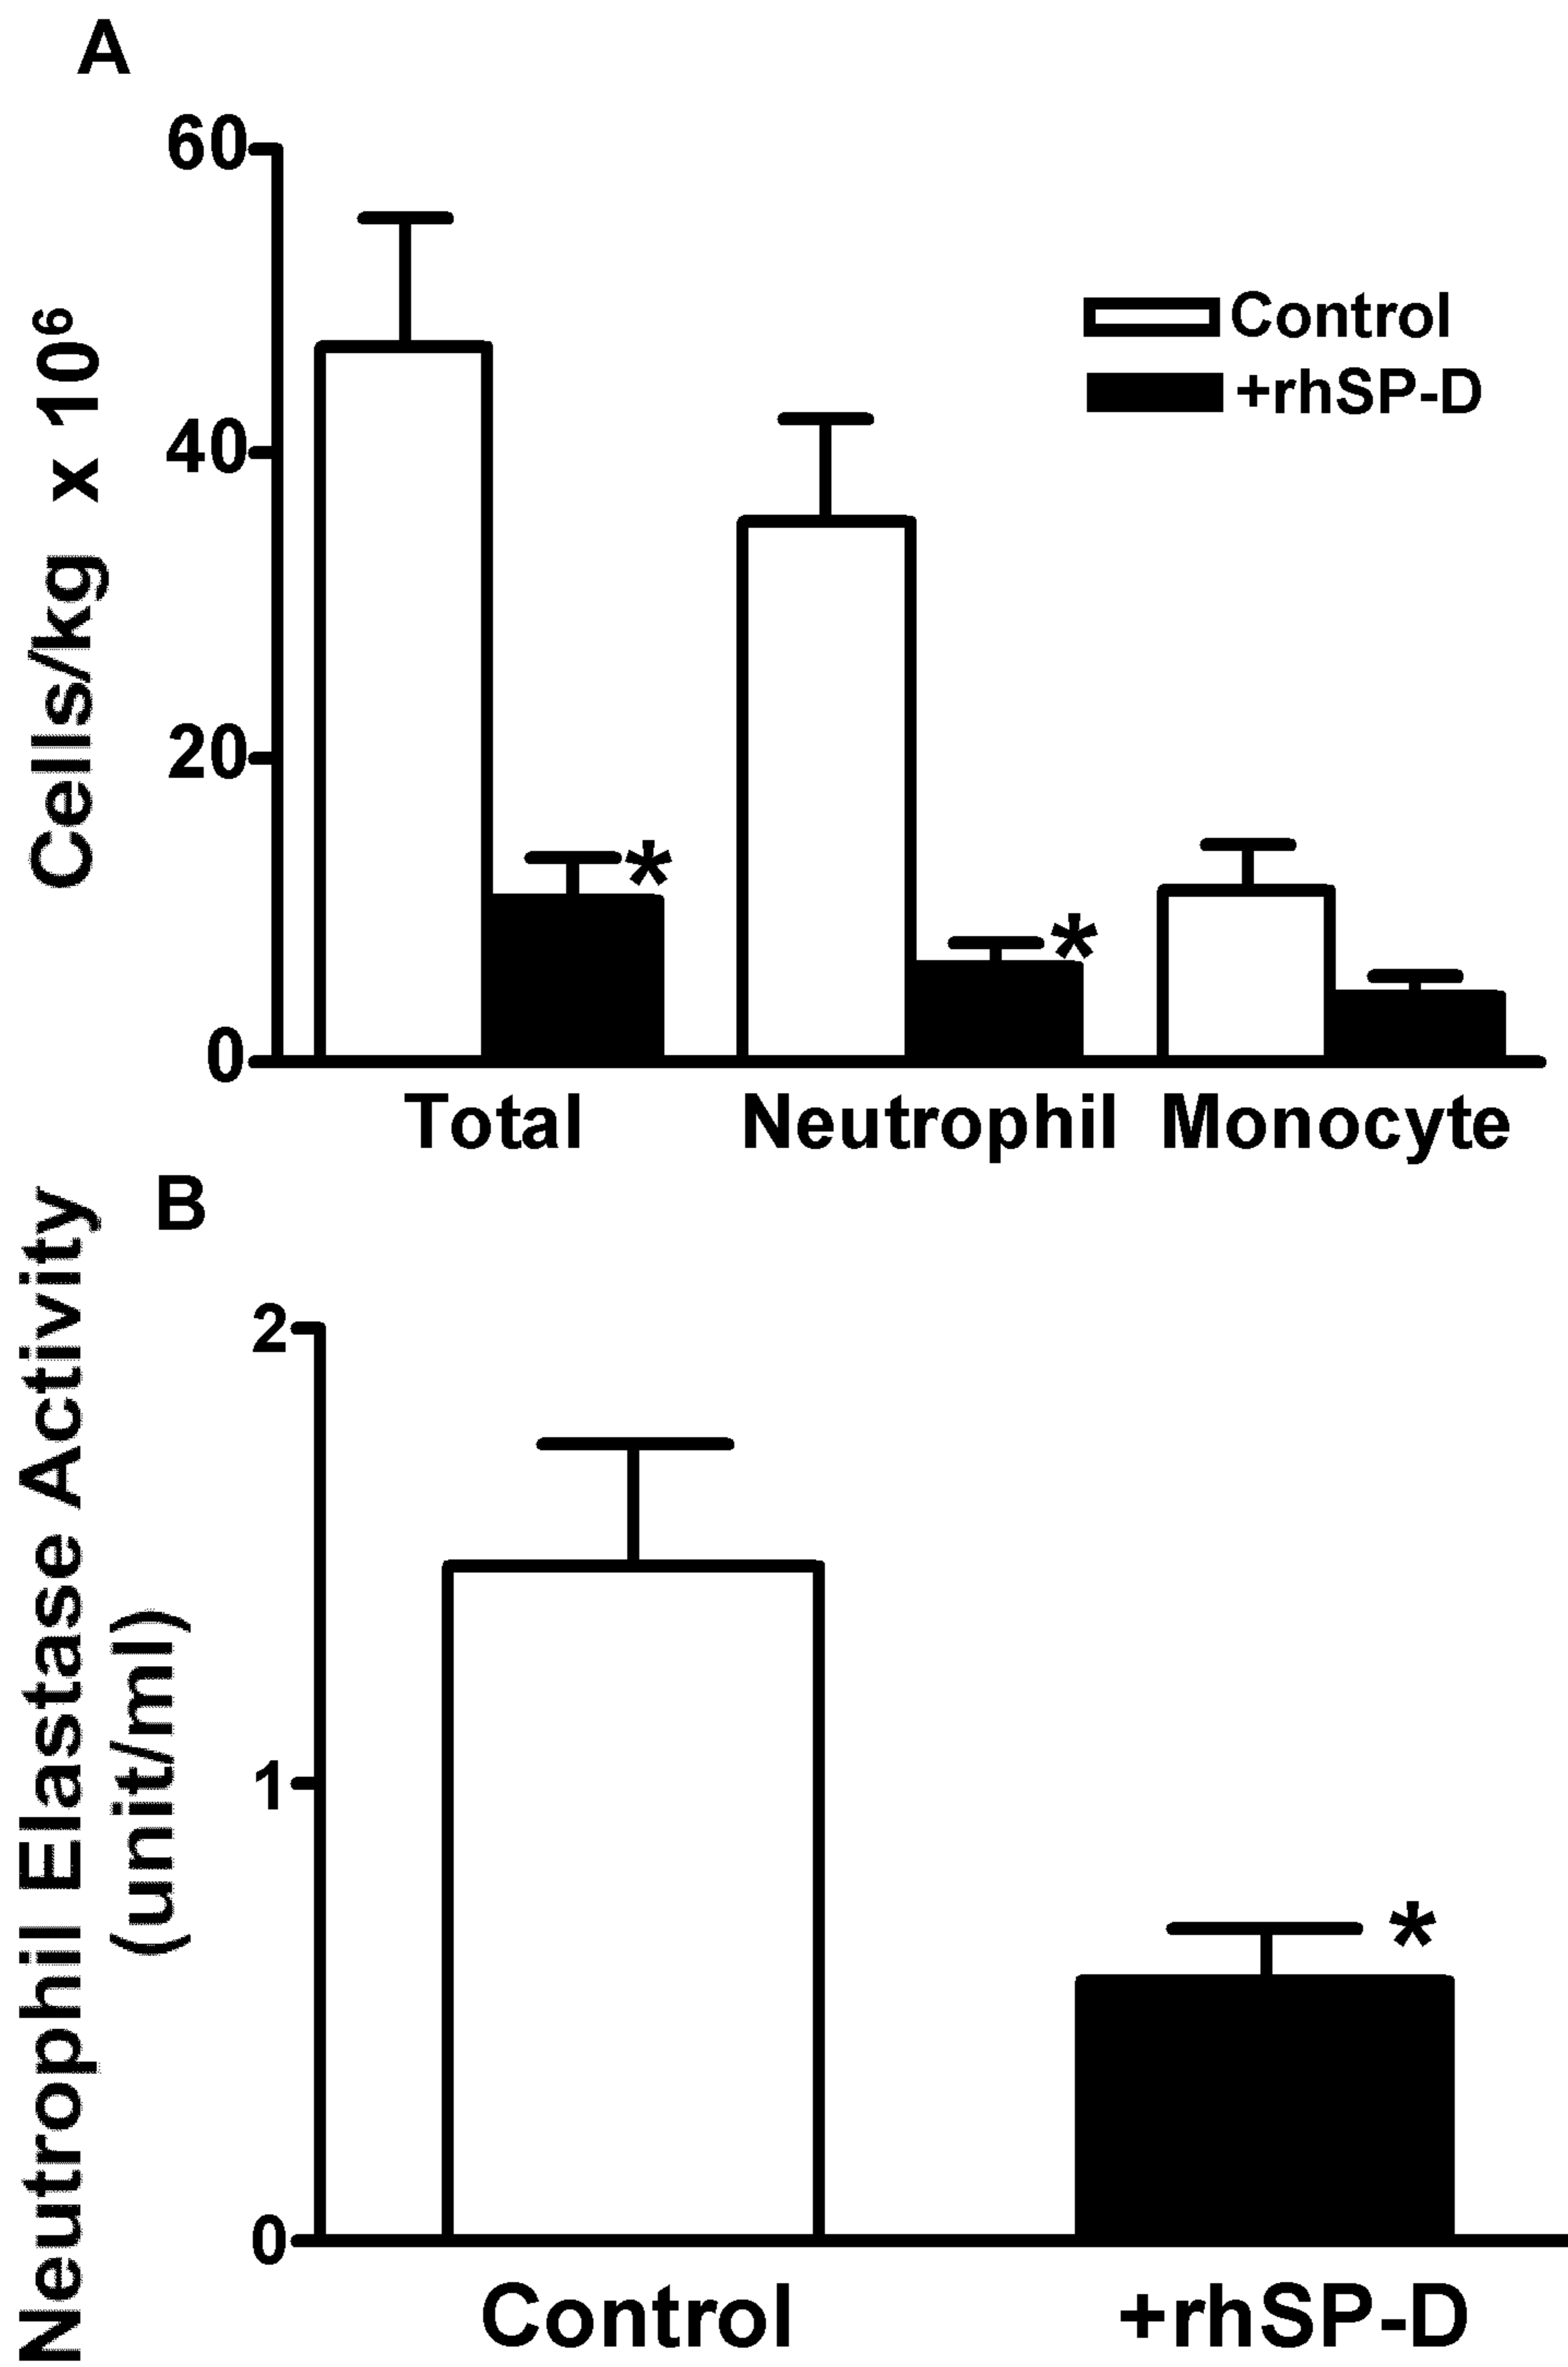 A
60
40
20
0
Cells/kg x 10⁶
Control
+rhSP-D
*
*
Total Neutrophil Monocyte
B
Neutrophil Elastase Activity
(unit/ml)
2
1
0
*
Control +rhSP-D